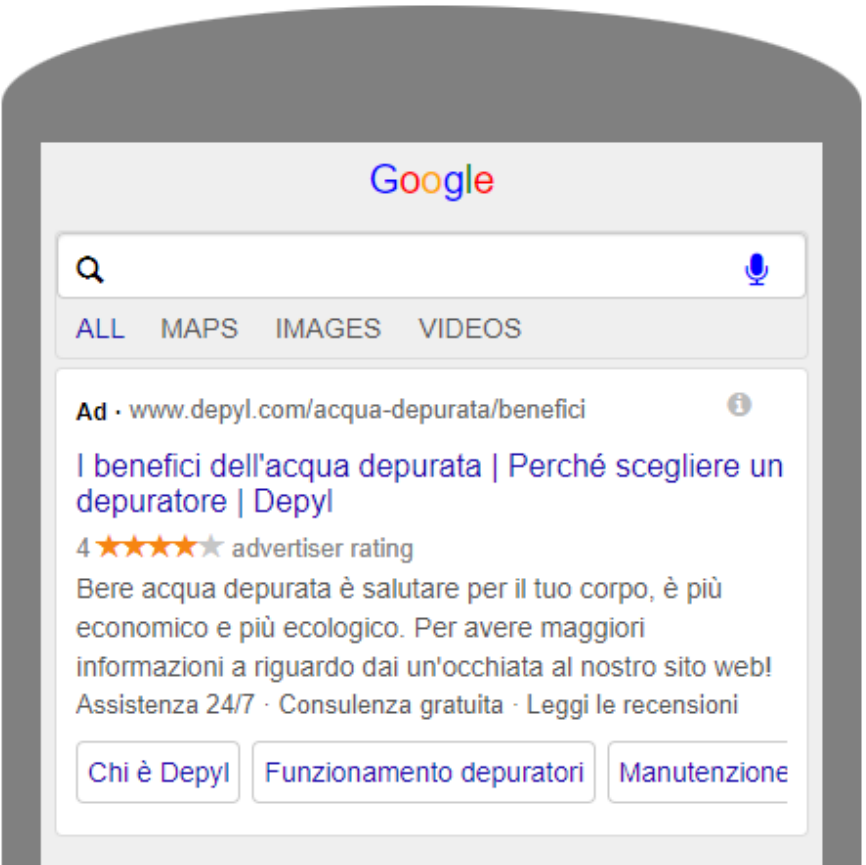 Google
ALL MAPS IMAGES VIDEOS
Ad · www.depyl.com/acqua-depurata/benefici
I benefici dell'acqua depurata | Perché scegliere un
depuratore | Depyl
4 ★★★★★ advertiser rating
Bere acqua depurata è salutare per il tuo corpo, è più
economico e più ecologico. Per avere maggiori
informazioni a riguardo dai un'occhiata al nostro sito web!
Assistenza 24/7 · Consulenza gratuita · Leggi le recensioni
Chi è Depyl Funzionamento depuratori Manutenzione